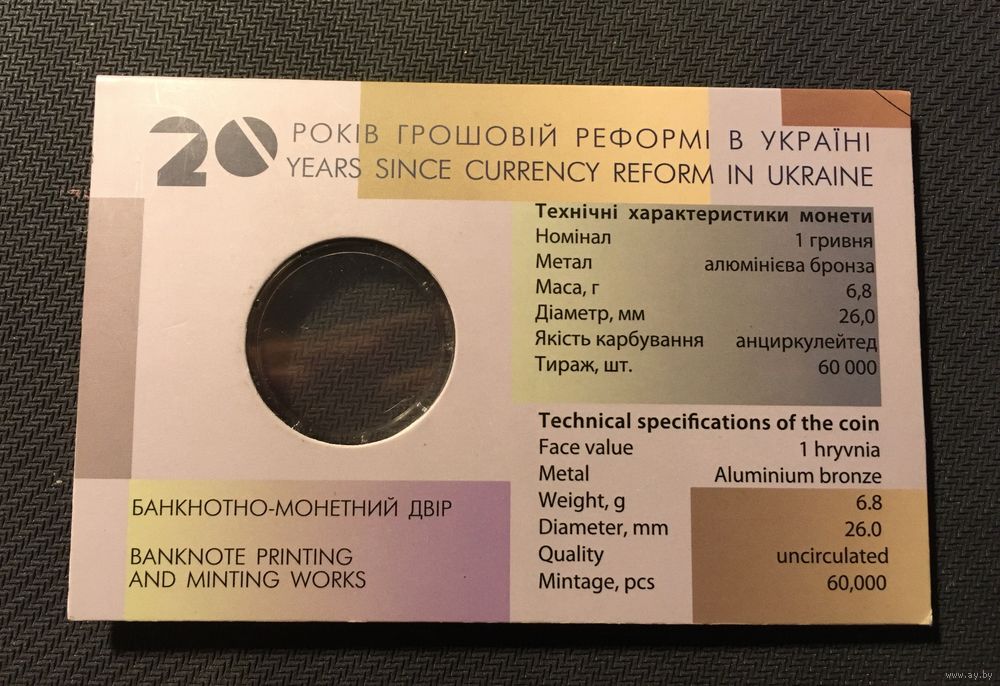 20 РОКІВ ГРОШОВІЙ РЕФОРМІ В УКРАЇНІ
YEARS SINCE CURRENCY REFORM IN UKRAINE
Технічні характеристики монети
Номінал 1 гривня
Метал алюмінієва бронза
Маса, г 6,8
Діаметр, мм 26,0
Якість карбування анциркулейтед
Тираж, шт. 60 000
Technical specifications of the coin
Face value 1 hryvnia
Metal Aluminium bronze
Weight, g 6.8
Diameter, mm 26.0
Quality uncirculated
Mintage, pcs 60,000
БАНКНОТНО-МОНЕТНИЙ ДВІР
BANKNOTE PRINTING
AND MINTING WORKS
www.ay.by